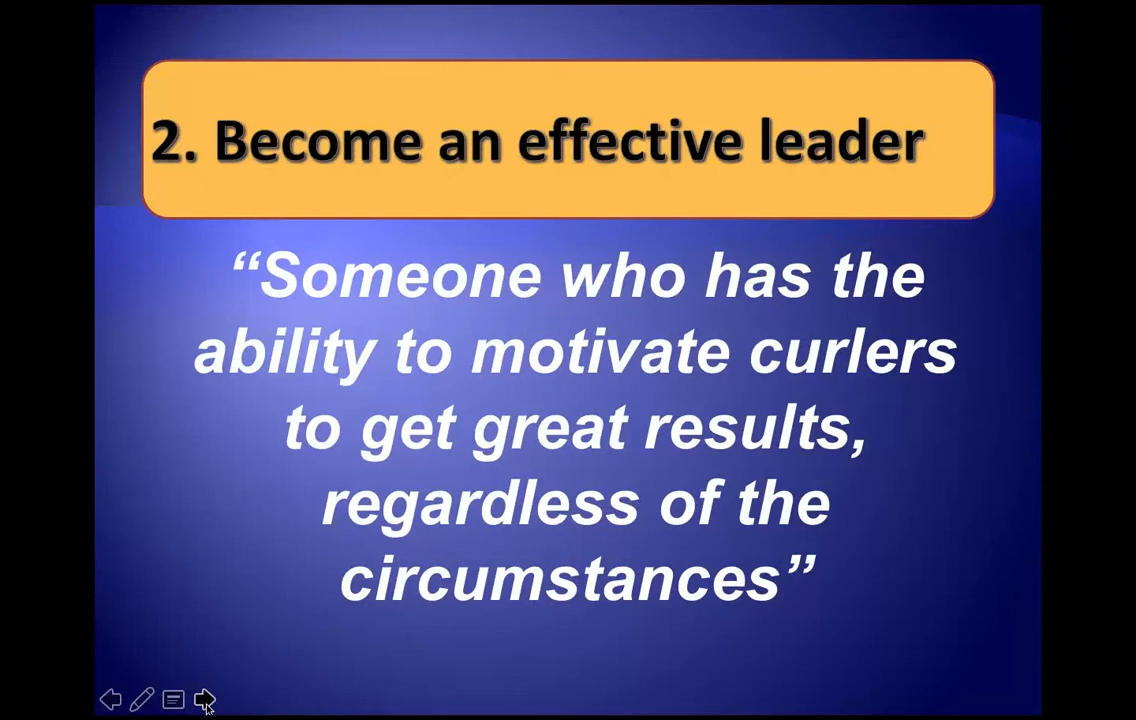 2. Become an effective leader
“Someone who has the
ability to motivate curlers
to get great results,
regardless of the
circumstances”